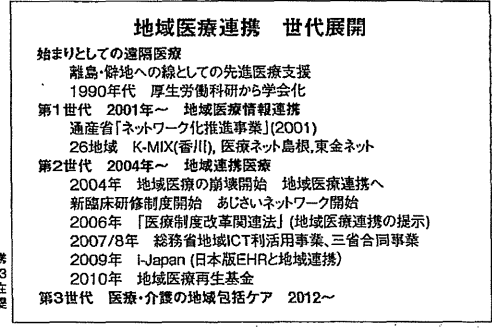 地域医療連携　世代展開
始まりとしての遠隔医療
離島・僻地への線としての先進医療支援
1990年代　厚生労働科研から学会化
第1世代　2001年～　地域医療情報連携
通産省「ネットワーク化推進事業」(2001)
26地域　K-MIX(香川), 医療ネット島根,東金ネット
第2世代　2004年～　地域連携医療
2004年　地域医療の崩壊開始　地域医療連携へ
新臨床研修制度開始　あじさいネットワーク開始
2006年　「医療制度改革関連法」(地域医療連携の提示)
2007/8年　総務省地域ICT利活用事業、三省合同事業
2009年　i-Japan (日本版EHRと地域連携)
2010年　地域医療再生基金
第3世代　医療・介護の地域包括ケア　2012～